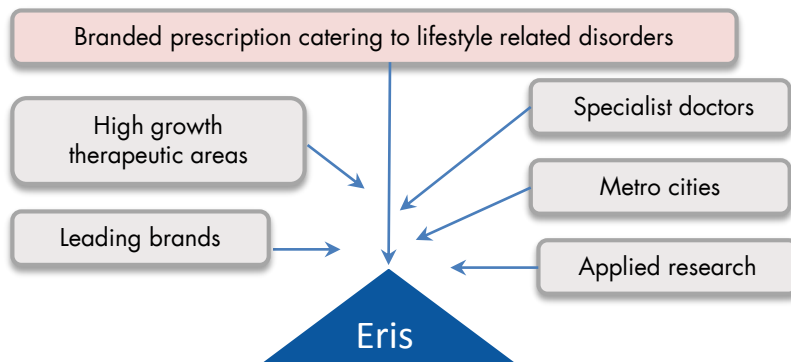 Branded prescription catering to lifestyle related disorders
High growth
therapeutic areas
Leading brands
Specialist doctors
Metro cities
Applied research
Eris